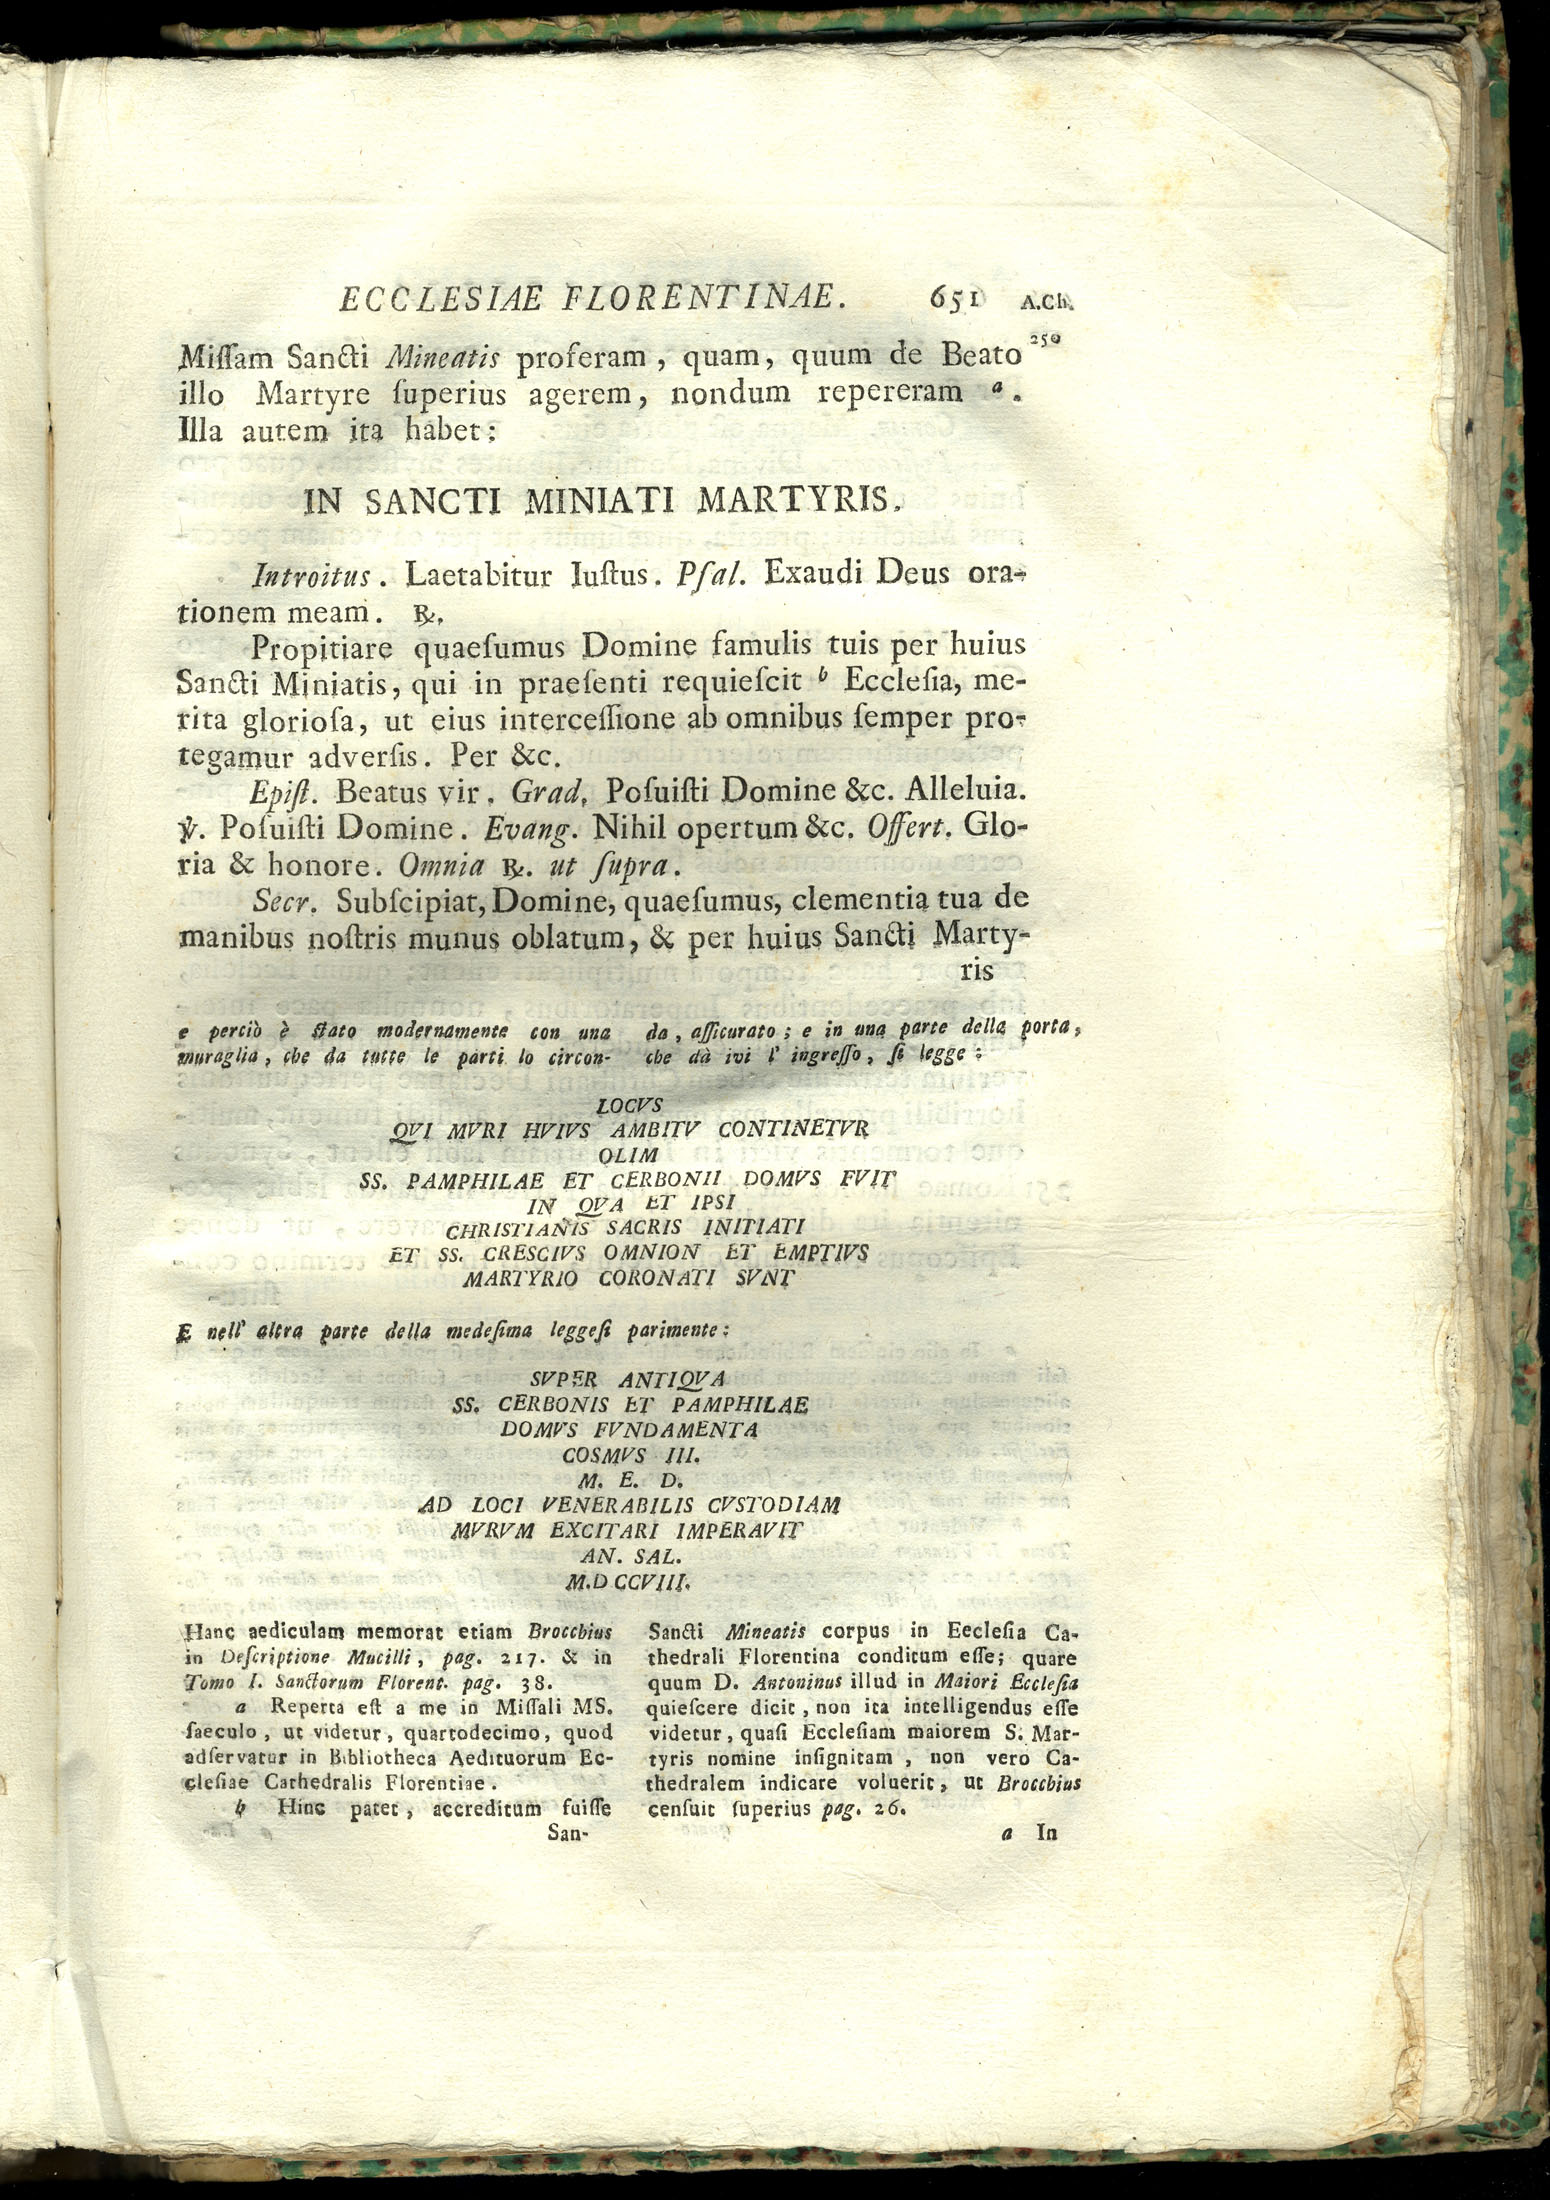 ECCLESIAE FLORENTINAE. 651 A.Ch.
250
Miſſam Sancti Mineatis proferam, quam, quum de Beato
illo Martyre ſuperius agerem, nondum repereram a.
Illa autem ita habet:
IN SANCTI MINIATI MARTYRIS.
Introitus. Laetabitur Iuſtus. Pſal. Exaudi Deus ora-
tionem meam. ℞.
Propitiare quaeſumus Domine famulis tuis per huius
Sancti Miniatis, qui in praeſenti requieſcit b Eccleſia, me-
rita glorioſa, ut eius interceſſione ab omnibus ſemper pro-
tegamur adverſis. Per &c.
Epiſt. Beatus vir. Grad. Poſuiſti Domine &c. Alleluia.
℣. Poſuiſti Domine. Evang. Nihil opertum &c. Offert. Glo-
ria & honore. Omnia ℞. ut ſupra.
Secr. Subſcipiat, Domine, quaeſumus, clementia tua de
manibus noſtris munus oblatum, & per huius Sancti Marty-
ris
e perciò è ſtato modernamente con una
muraglia, che da tutte le parti lo circon-
da, aſſicurato; e in una parte della porta,
che dà ivi l' ingreſſo, ſi legge:
LOCVS
QVI MVRI HVIVS AMBITV CONTINETVR
OLIM
SS. PAMPHILAE ET CERBONII DOMVS FVIT
IN QVA ET IPSI
CHRISTIANIS SACRIS INITIATI
ET SS. CRESCIVS OMNION ET EMPTIVS
MARTYRIO CORONATI SVNT
E nell' altra parte della medeſima leggeſi parimente:
SVPER ANTIQVA
SS. CERBONIS ET PAMPHILAE
DOMVS FVNDAMENTA
COSMVS III.
M. E. D.
AD LOCI VENERABILIS CVSTODIAM
MVRVM EXCITARI IMPERAVIT
AN. SAL.
M.DCCVIII.
Hanc aediculam memorat etiam Brocchius
in Deſcriptione Mucilli, pag. 217. & in
Tomo I. Sanctorum Florent. pag. 38.
a Reperta eſt a me in Miſſali MS.
ſaeculo, ut videtur, quartodecimo, quod
adſervatur in Bibliotheca Aedituorum Ec-
cleſiae Cathedralis Florentiae.
b Hinc patet, accreditum fuiſſe
San-
Sancti Mineatis corpus in Eccleſia Ca-
thedrali Florentina conditum eſſe; quare
quum D. Antoninus illud in Maiori Eccleſia
quieſcere dicit, non ita intelligendus eſſe
videtur, quaſi Eccleſiam maiorem S. Mar-
tyris nomine inſignitam, non vero Ca-
thedralem indicare voluerit, ut Brocchius
cenſuit ſuperius pag. 26.
a In